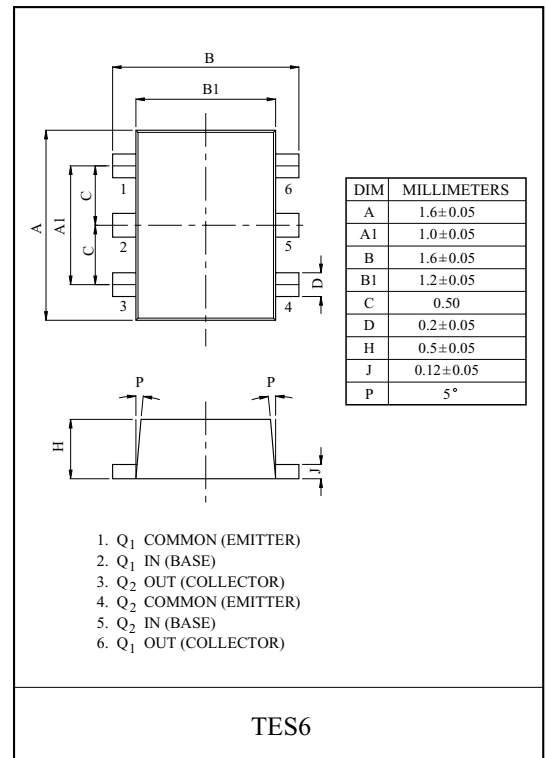 B
B1
A
A1
C
C
D
1
2
3
6
5
4
DIM MILLIMETERS
A 1.6±0.05
A1 1.0±0.05
B 1.6±0.05
B1 1.2±0.05
C 0.50
D 0.2±0.05
H 0.5±0.05
J 0.12±0.05
P 5°
P P
H
J
1. Q1 COMMON (EMITTER)
2. Q1 IN (BASE)
3. Q2 OUT (COLLECTOR)
4. Q2 COMMON (EMITTER)
5. Q2 IN (BASE)
6. Q1 OUT (COLLECTOR)
TES6